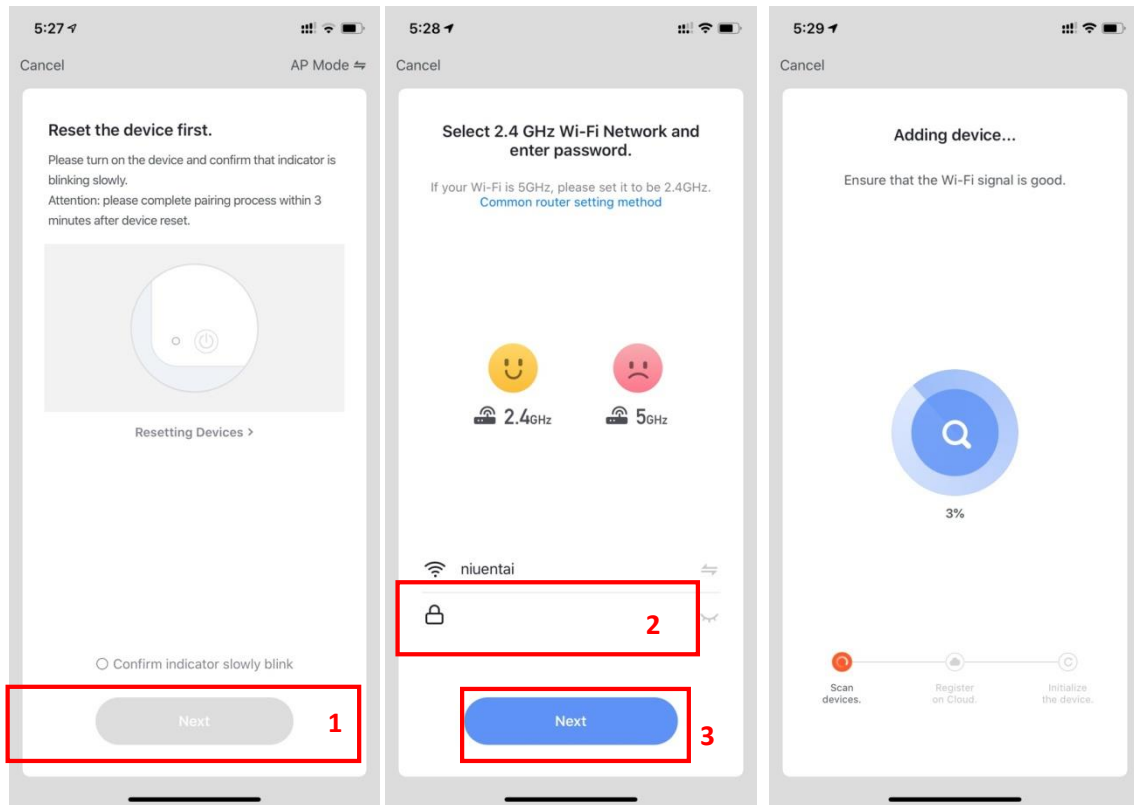 5:27
Cancel
AP Mode
Reset the device first.
Please turn on the device and confirm that indicator is
blinking slowly.
Attention: please complete pairing process within 3
minutes after device reset.
Resetting Devices >
Confirm indicator slowly blink
Next
1
5:28
Cancel
Select 2.4 GHz Wi-Fi Network and
enter password.
If your Wi-Fi is 5GHz, please set it to be 2.4GHz.
Common router setting method
2.4GHz
5GHz
niuentai
2
Next
3
5:29
Cancel
Adding device...
Ensure that the Wi-Fi signal is good.
3%
Scan
devices.
Register
on Cloud.
Initialize
the device.